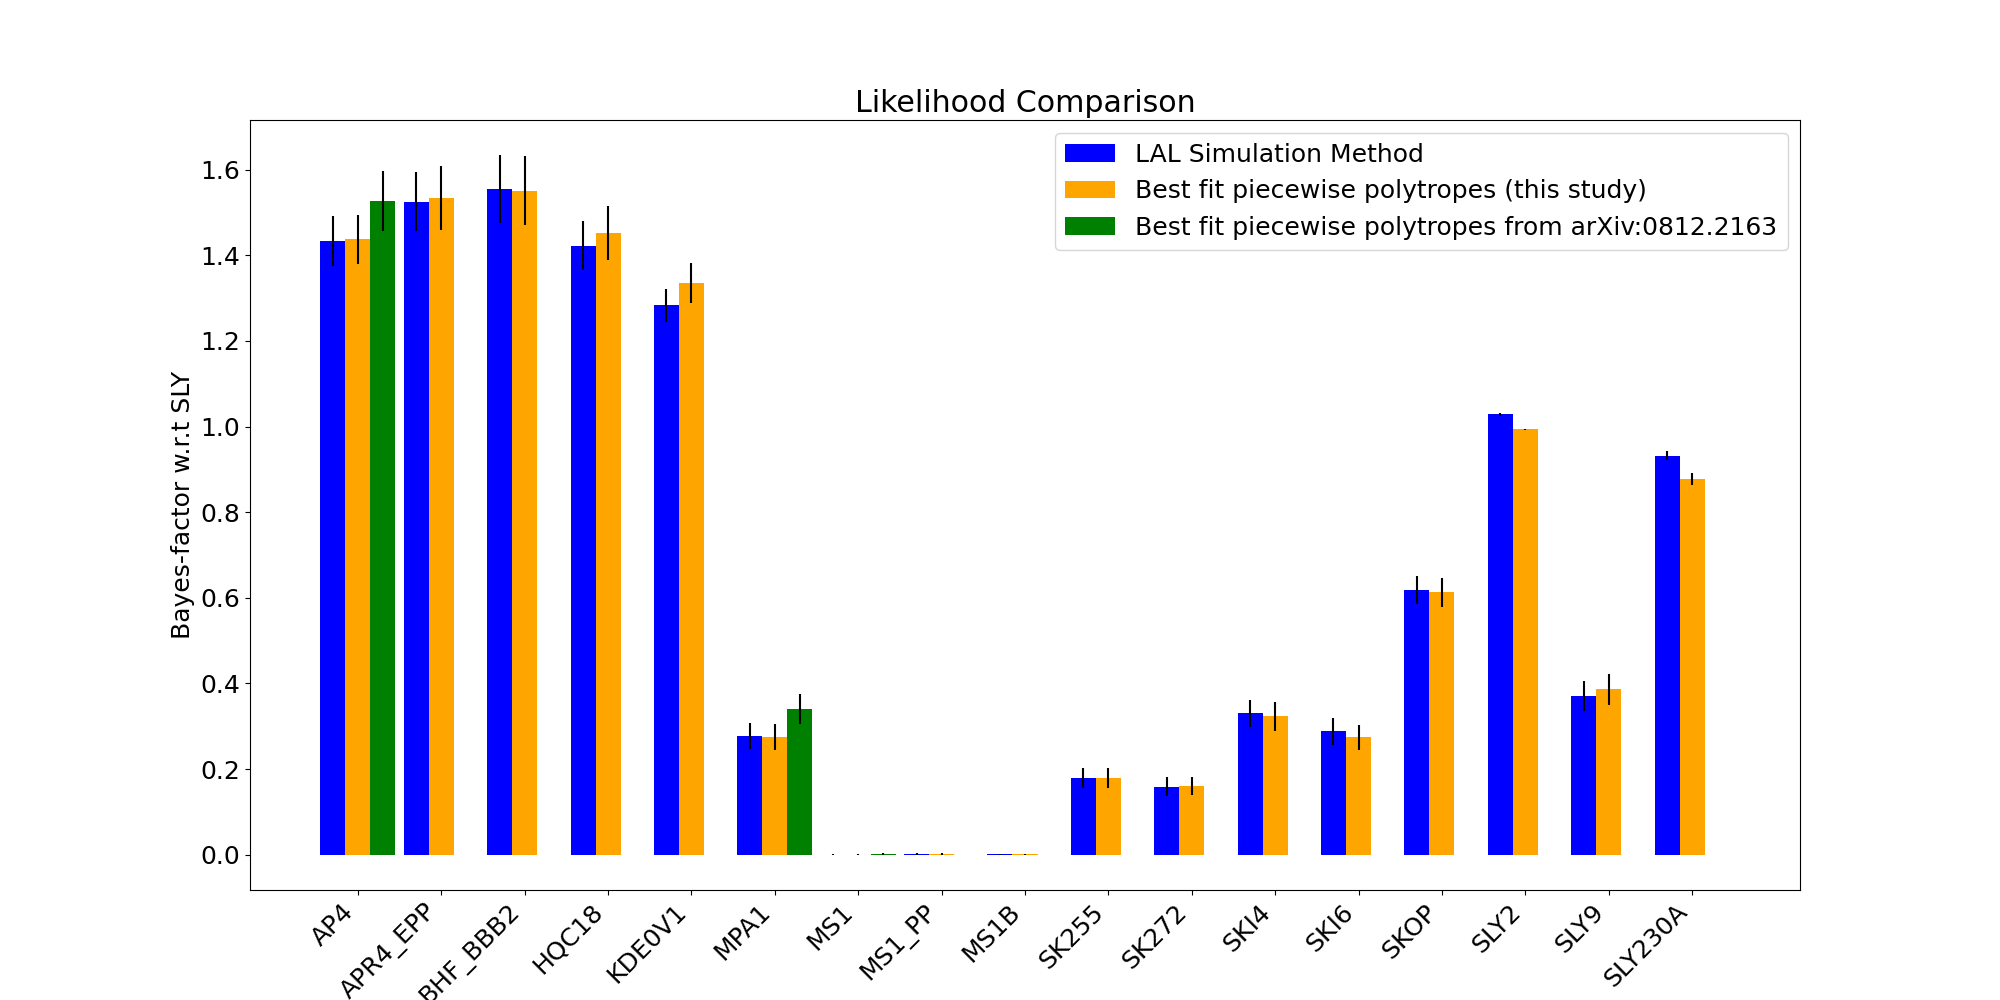 Likelihood Comparison
LAL Simulation Method
Best fit piecewise polytropes (this study)
Best fit piecewise polytropes from arXiv:0812.2163
Bayes-factor w.r.t SLY
1.6
1.4
1.2
1.0
0.8
0.6
0.4
0.2
0.0
AP4
APR4_EPP
BHF_BBB2
HQC18
KDE0V1
MPA1
MS1
MS1_PP
MS1B
SK255
SK272
SKI4
SKI6
SKOP
SLY2
SLY9
SLY230A